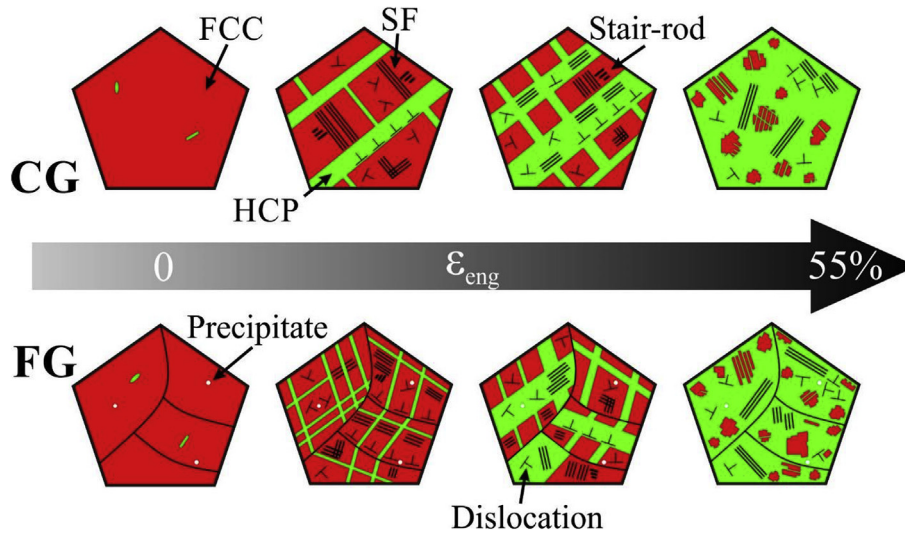 FCC
SF
Stair-rod
CG
HCP
0
εeng
55%
Precipitate
FG
Dislocation